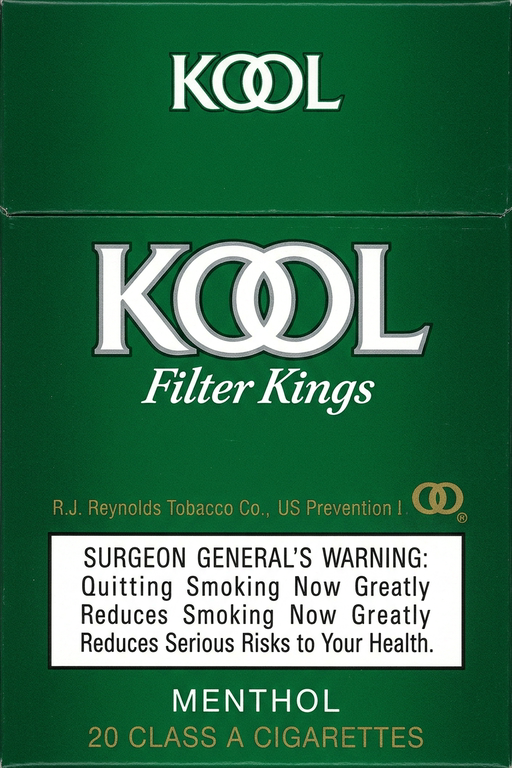 KOOL
KOOL
Filter Kings
R.J. Reynolds Tobacco Co., US Prevention I.
®
SURGEON GENERAL'S WARNING:
Quitting Smoking Now Greatly
Reduces Smoking Now Greatly
Reduces Serious Risks to Your Health.
MENTHOL
20 CLASS A CIGARETTES